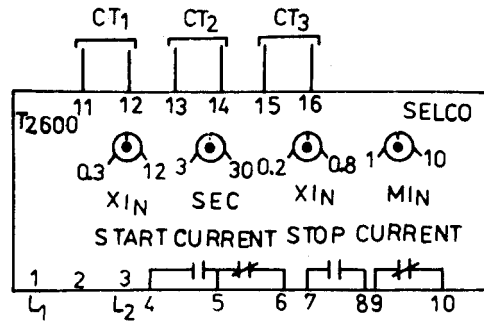 CT1 CT2 CT3
11 12 13 14 15 16
T2600 SELCO
0.3 12 3 30 0.2 0.8 1 10
XIN SEC XIN MIN
START CURRENT STOP CURRENT
1 2 3
L1 L2 4 5 6 7 8 9 10